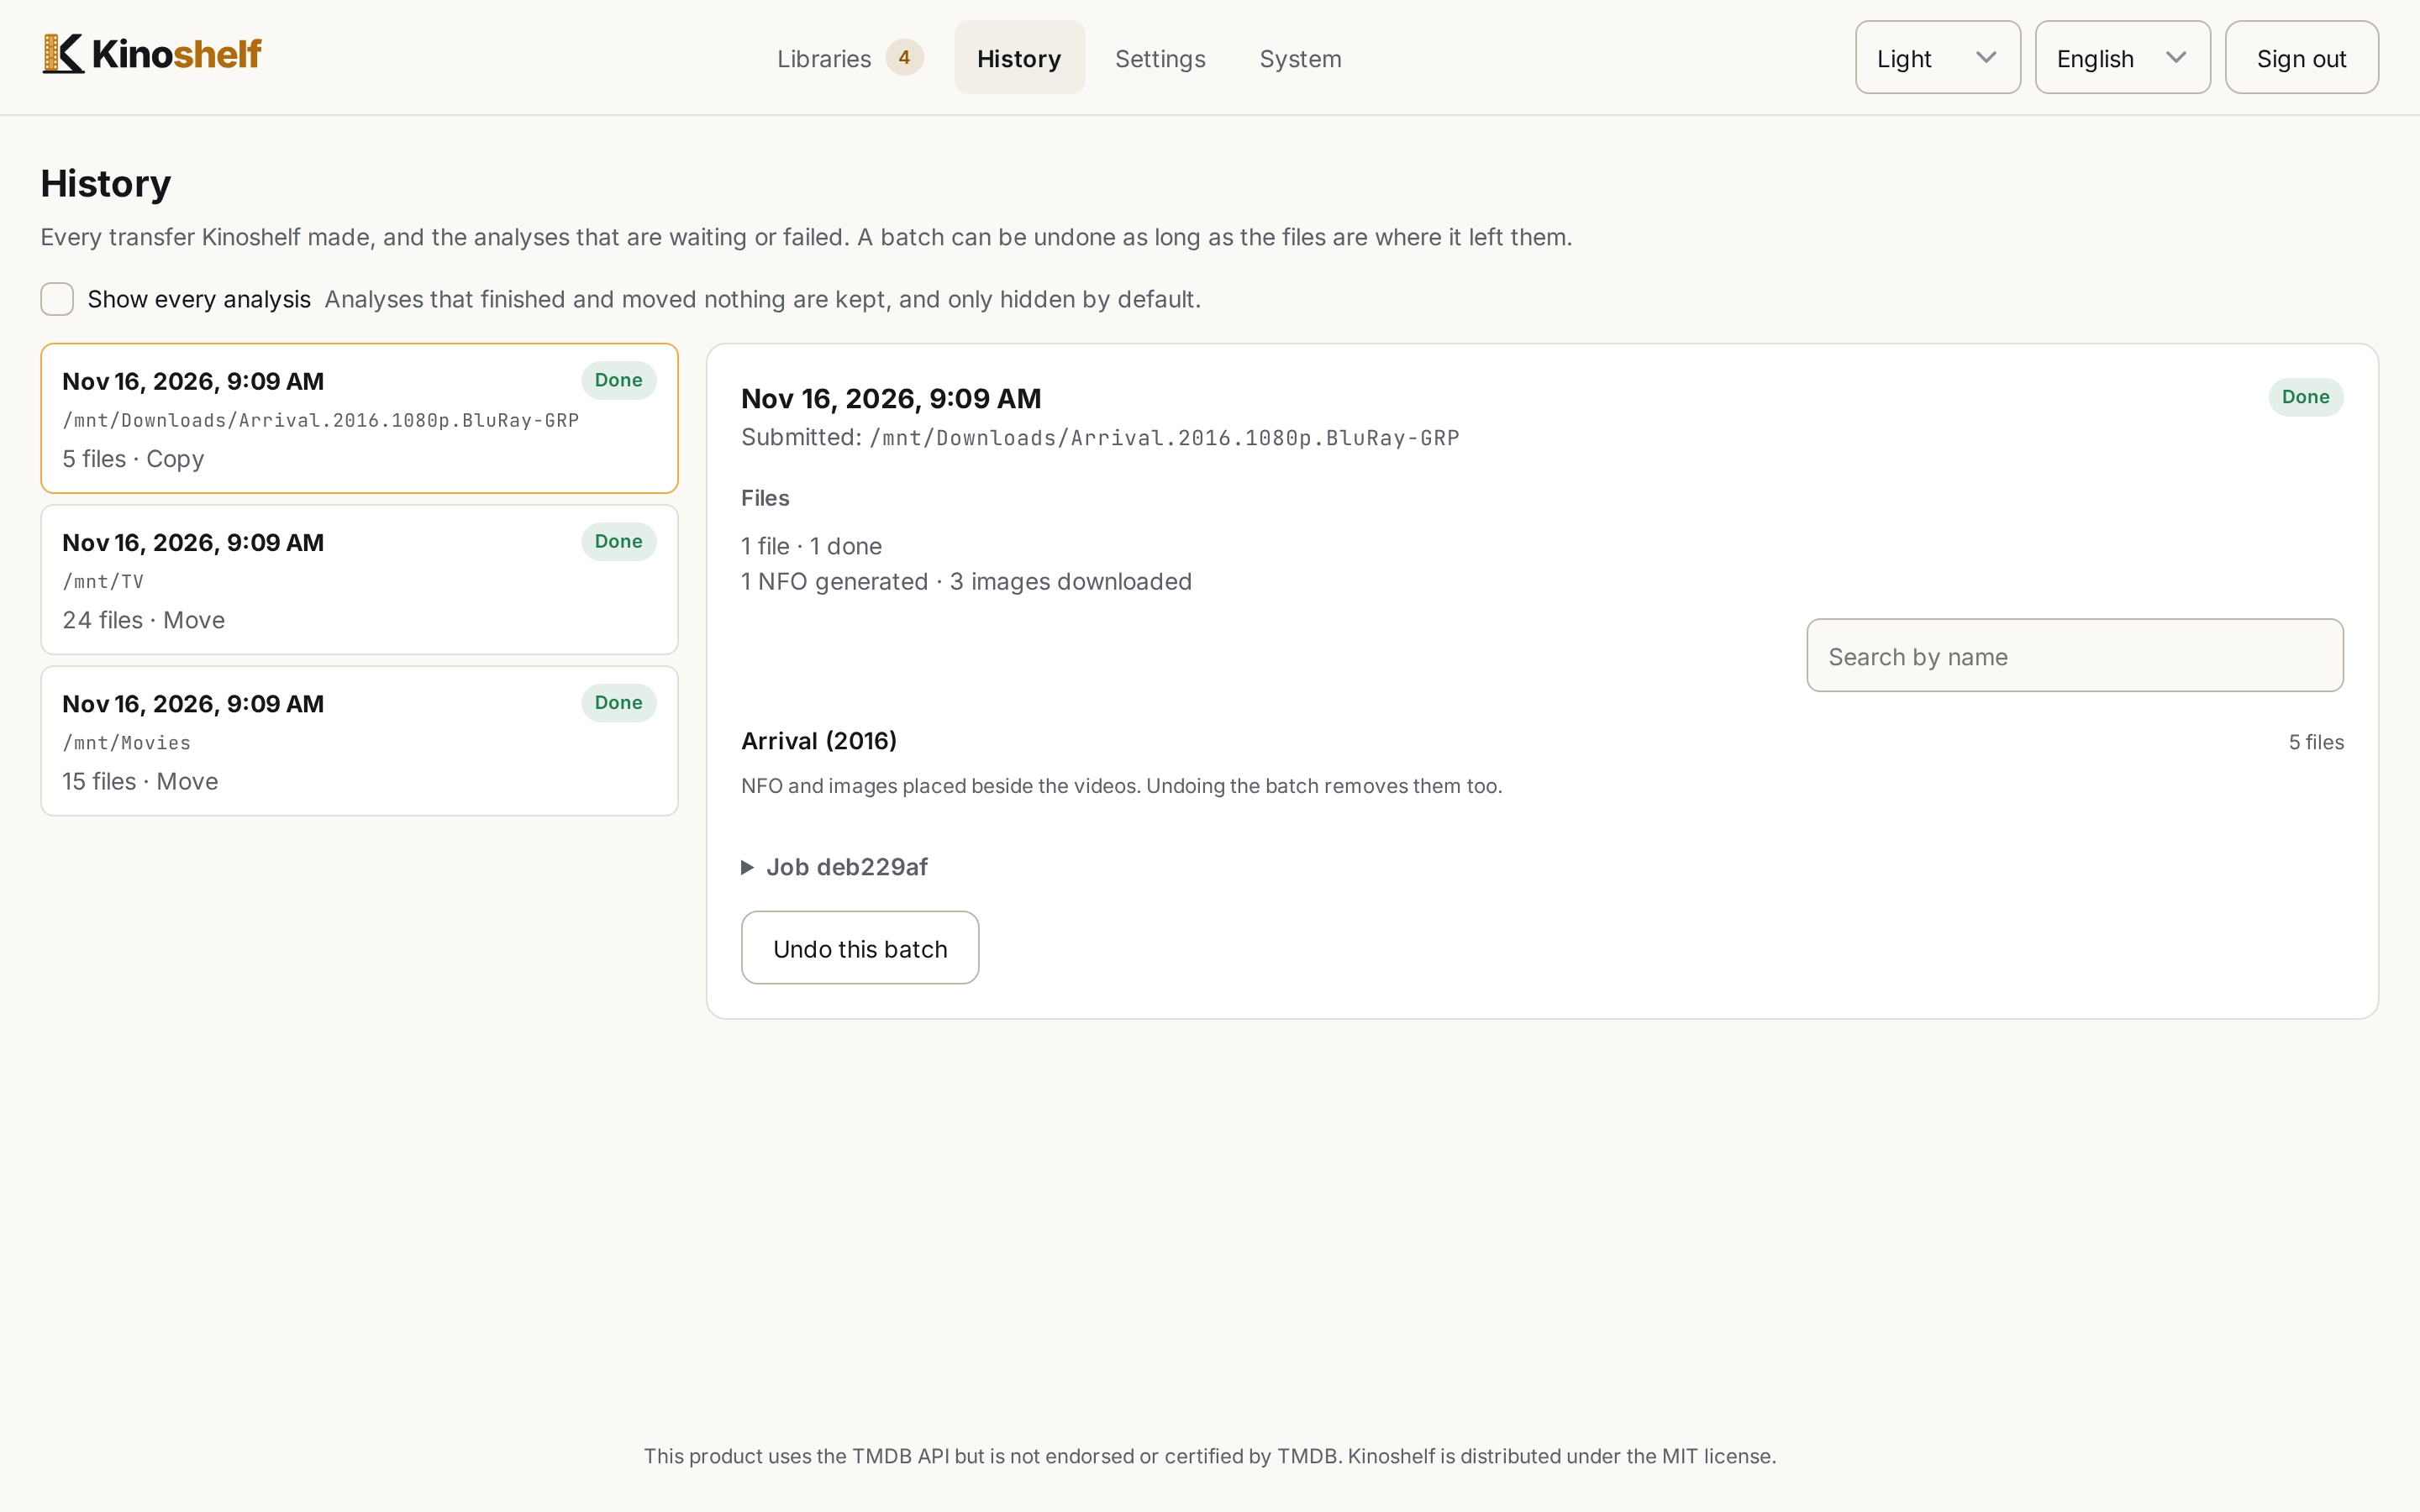 Kinoshelf
Libraries 4 History Settings System
Light English Sign out
History
Every transfer Kinoshelf made, and the analyses that are waiting or failed. A batch can be undone as long as the files are where it left them.
Show every analysis Analyses that finished and moved nothing are kept, and only hidden by default.
Nov 16, 2026, 9:09 AM Done
/mnt/Downloads/Arrival.2016.1080p.BluRay-GRP
5 files · Copy
Nov 16, 2026, 9:09 AM Done
/mnt/TV
24 files · Move
Nov 16, 2026, 9:09 AM Done
/mnt/Movies
15 files · Move
Nov 16, 2026, 9:09 AM Done
Submitted: /mnt/Downloads/Arrival.2016.1080p.BluRay-GRP
Files
1 file · 1 done
1 NFO generated · 3 images downloaded
Search by name
Arrival (2016) 5 files
NFO and images placed beside the videos. Undoing the batch removes them too.
Job deb229af
Undo this batch
This product uses the TMDB API but is not endorsed or certified by TMDB. Kinoshelf is distributed under the MIT license.